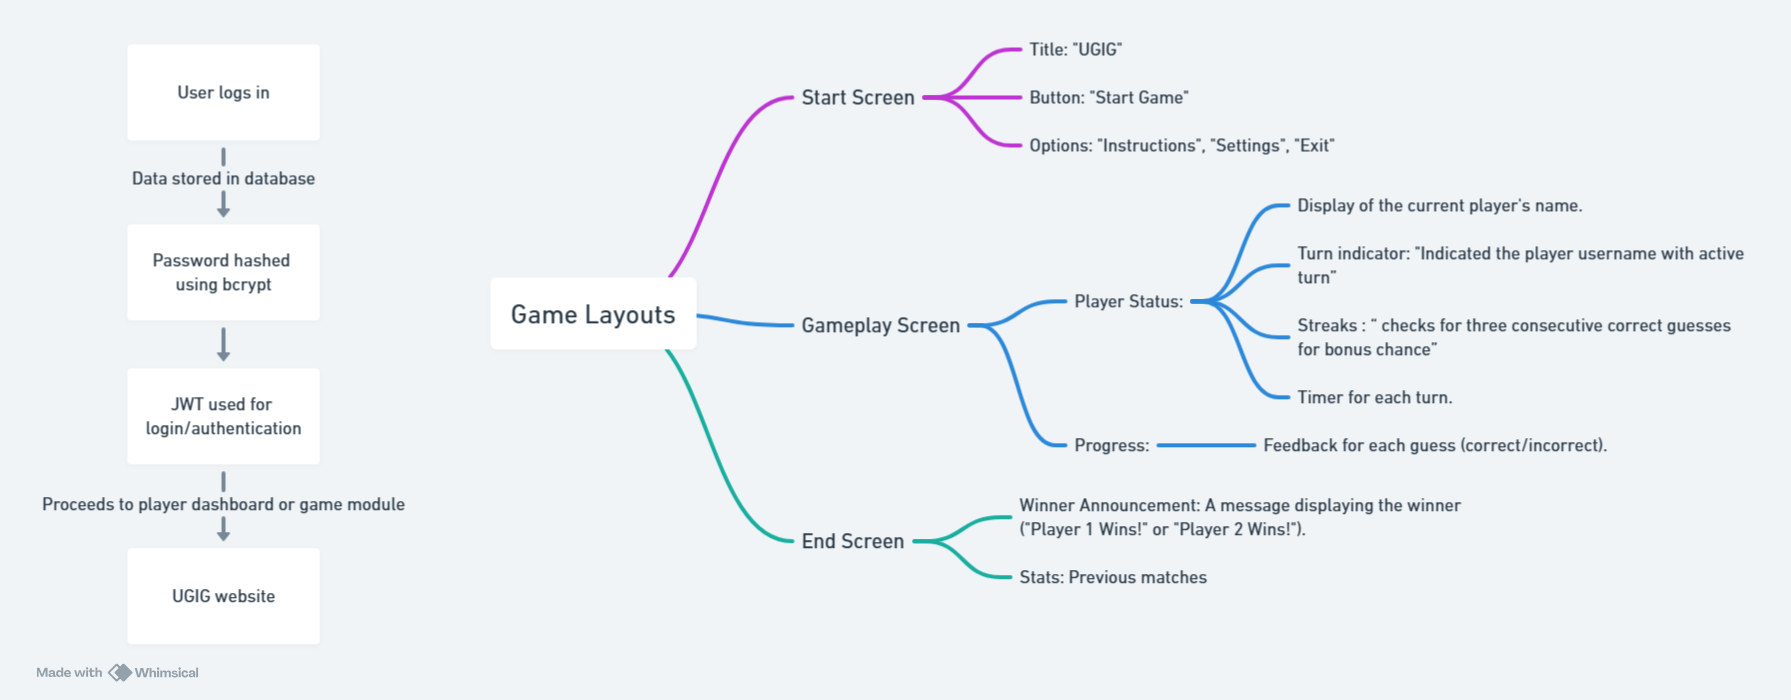 User logs in
Data stored in database
Password hashed
using bcrypt
JWT used for
login/authentication
Proceeds to player dashboard or game module
UGIG website
Game Layouts
Start Screen
Title: "UGIG"
Button: "Start Game"
Options: "Instructions", "Settings", "Exit"
Gameplay Screen
Player Status:
Display of the current player's name.
Turn indicator: "Indicated the player username with active
turn”
Streaks : “ checks for three consecutive correct guesses
for bonus chance”
Timer for each turn.
Progress:
Feedback for each guess (correct/incorrect).
End Screen
Winner Announcement: A message displaying the winner
("Player 1 Wins!" or "Player 2 Wins!").
Stats: Previous matches
Made with Whimsical